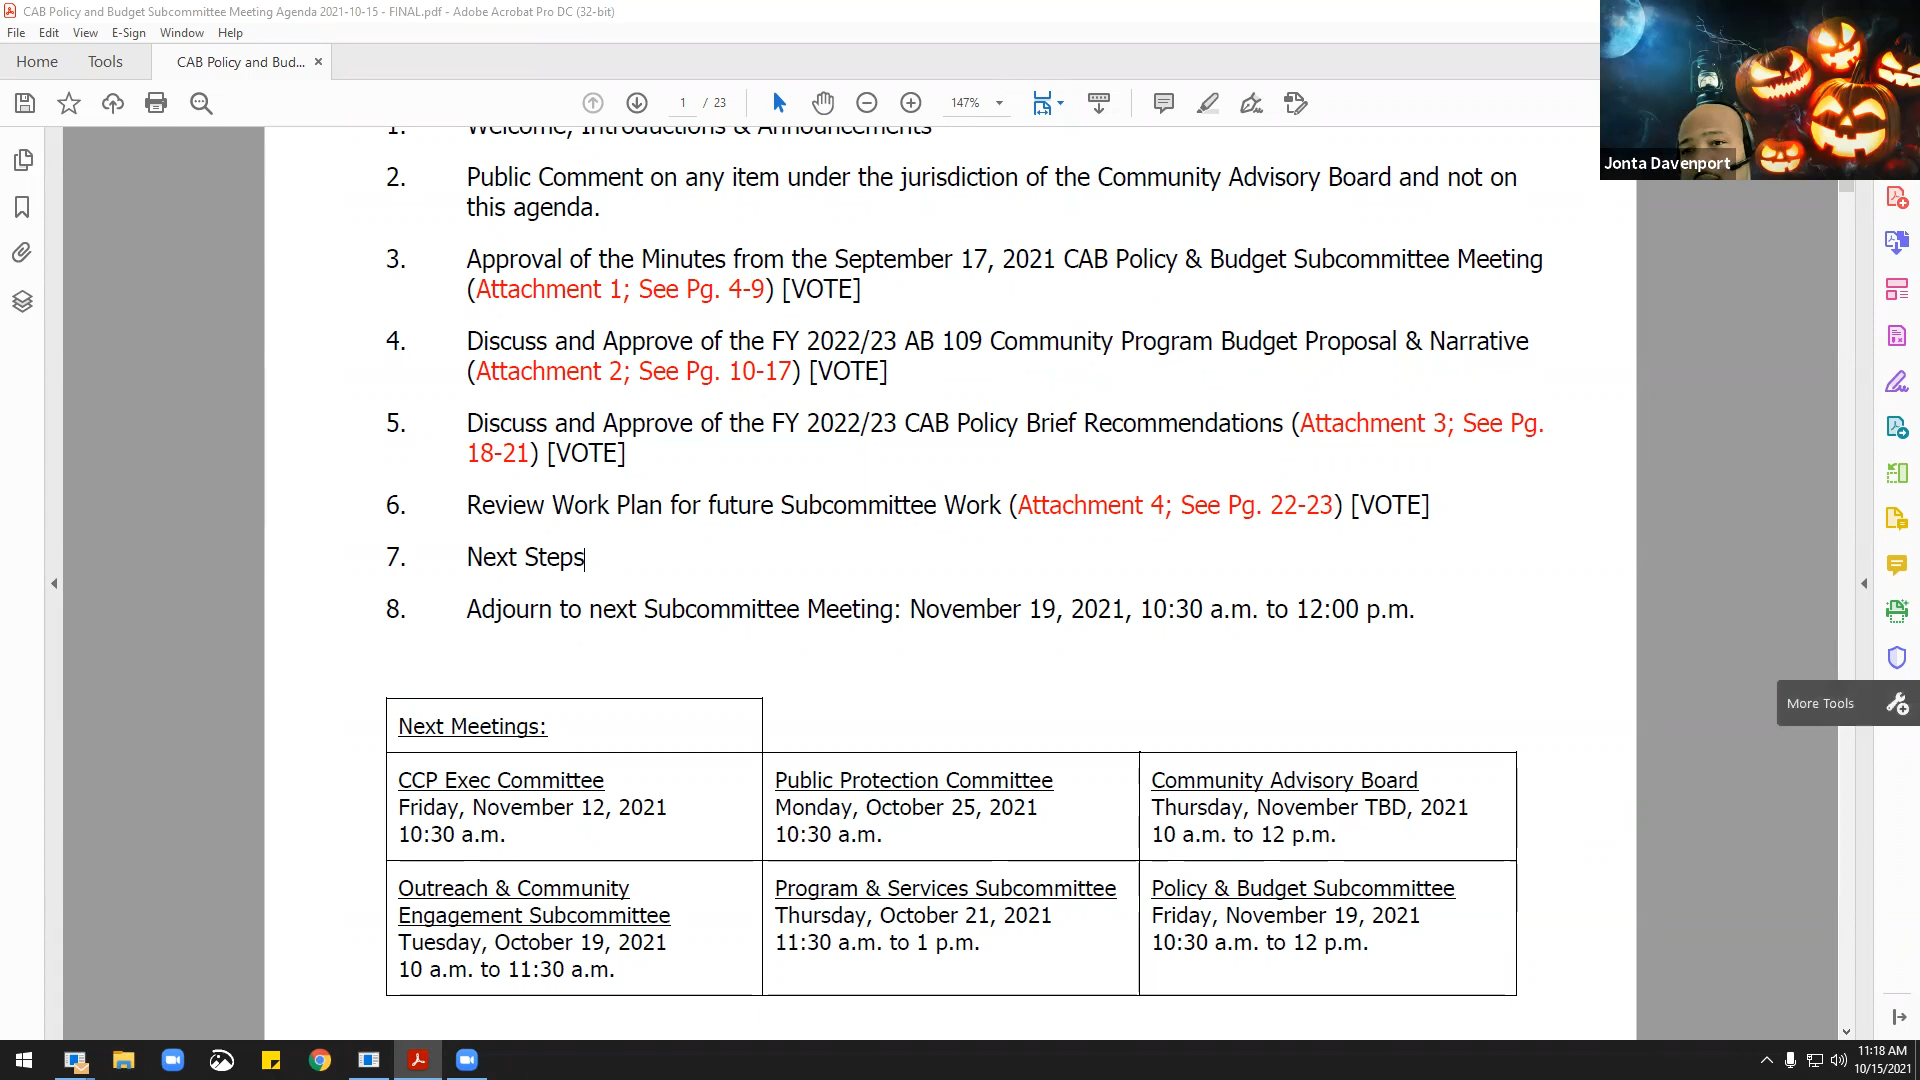 CAB Policy and Budget Subcommittee Meeting Agenda 2021-10-15 - FINAL.pdf - Adobe Acrobat Pro DC (32-bit)
File Edit View E-Sign Window Help
Home Tools CAB Policy and Bud... ×
1 / 23 147%
Jonta Davenport
1. Welcome, Introductions & Announcements
2. Public Comment on any item under the jurisdiction of the Community Advisory Board and not on
this agenda.
3. Approval of the Minutes from the September 17, 2021 CAB Policy & Budget Subcommittee Meeting
(Attachment 1; See Pg. 4-9) [VOTE]
4. Discuss and Approve of the FY 2022/23 AB 109 Community Program Budget Proposal & Narrative
(Attachment 2; See Pg. 10-17) [VOTE]
5. Discuss and Approve of the FY 2022/23 CAB Policy Brief Recommendations (Attachment 3; See Pg.
18-21) [VOTE]
6. Review Work Plan for future Subcommittee Work (Attachment 4; See Pg. 22-23) [VOTE]
7. Next Steps
8. Adjourn to next Subcommittee Meeting: November 19, 2021, 10:30 a.m. to 12:00 p.m.
More Tools
Next Meetings:
CCP Exec Committee
Friday, November 12, 2021
10:30 a.m.
Public Protection Committee
Monday, October 25, 2021
10:30 a.m.
Community Advisory Board
Thursday, November TBD, 2021
10 a.m. to 12 p.m.
Outreach & Community
Engagement Subcommittee
Tuesday, October 19, 2021
10 a.m. to 11:30 a.m.
Program & Services Subcommittee
Thursday, October 21, 2021
11:30 a.m. to 1 p.m.
Policy & Budget Subcommittee
Friday, November 19, 2021
10:30 a.m. to 12 p.m.
11:18 AM
10/15/2021